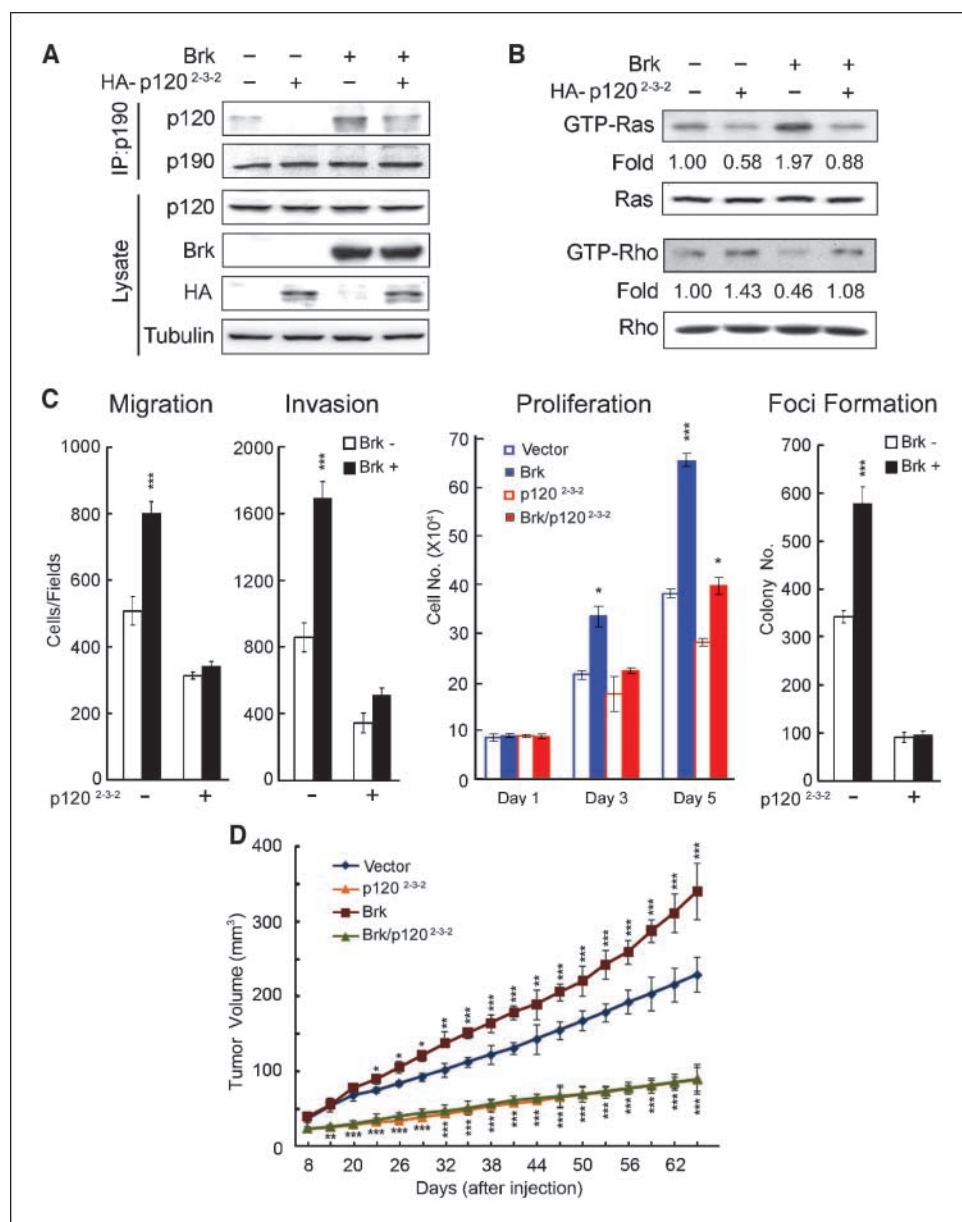 A
Brk - - + +
HA- p120 2-3-2 - + - +
IP:p190
p120
p190
Lysate
p120
Brk
HA
Tubulin
B
Brk - - + +
HA- p120 2-3-2 - + - +
GTP-Ras
Fold 1.00 0.58 1.97 0.88
Ras
GTP-Rho
Fold 1.00 1.43 0.46 1.08
Rho
C
Migration
Cells/Fields
1000
800
600
400
200
0
***
p120 2-3-2 - +
Invasion
2000
1600
1200
800
400
0
Brk -
Brk +
***
- +
Proliferation
Cell No. (X10⁴)
70
60
50
40
30
20
10
0
Vector
Brk
p120 2-3-2
Brk/p120 2-3-2
* *** *
Day 1 Day 3 Day 5
Foci Formation
Colony No.
700
600
500
400
300
200
100
0
Brk -
Brk +
***
p120 2-3-2 - +
D
Tumor Volume (mm³)
400
300
200
100
0
Vector
p120 2-3-2
Brk
Brk/p120 2-3-2
* * * ** *** *** *** ** *** *** *** *** *** *** ***
** *** *** *** *** *** *** *** *** *** *** *** *** *** *** *** *** ***
8 20 26 32 38 44 50 56 62
Days (after injection)